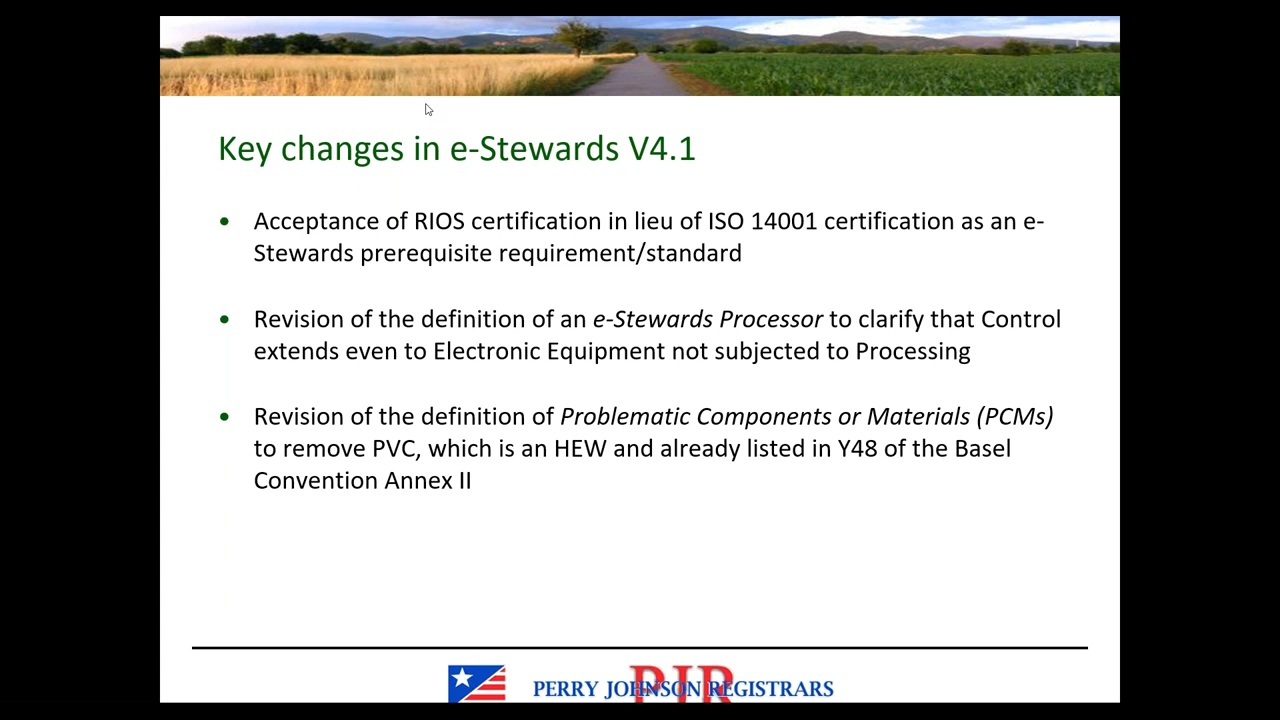 Key changes in e-Stewards V4.1
• Acceptance of RIOS certification in lieu of ISO 14001 certification as an e-
Stewards prerequisite requirement/standard
• Revision of the definition of an e-Stewards Processor to clarify that Control
extends even to Electronic Equipment not subjected to Processing
• Revision of the definition of Problematic Components or Materials (PCMs)
to remove PVC, which is an HEW and already listed in Y48 of the Basel
Convention Annex II
PJR
PERRY JOHNSON REGISTRARS